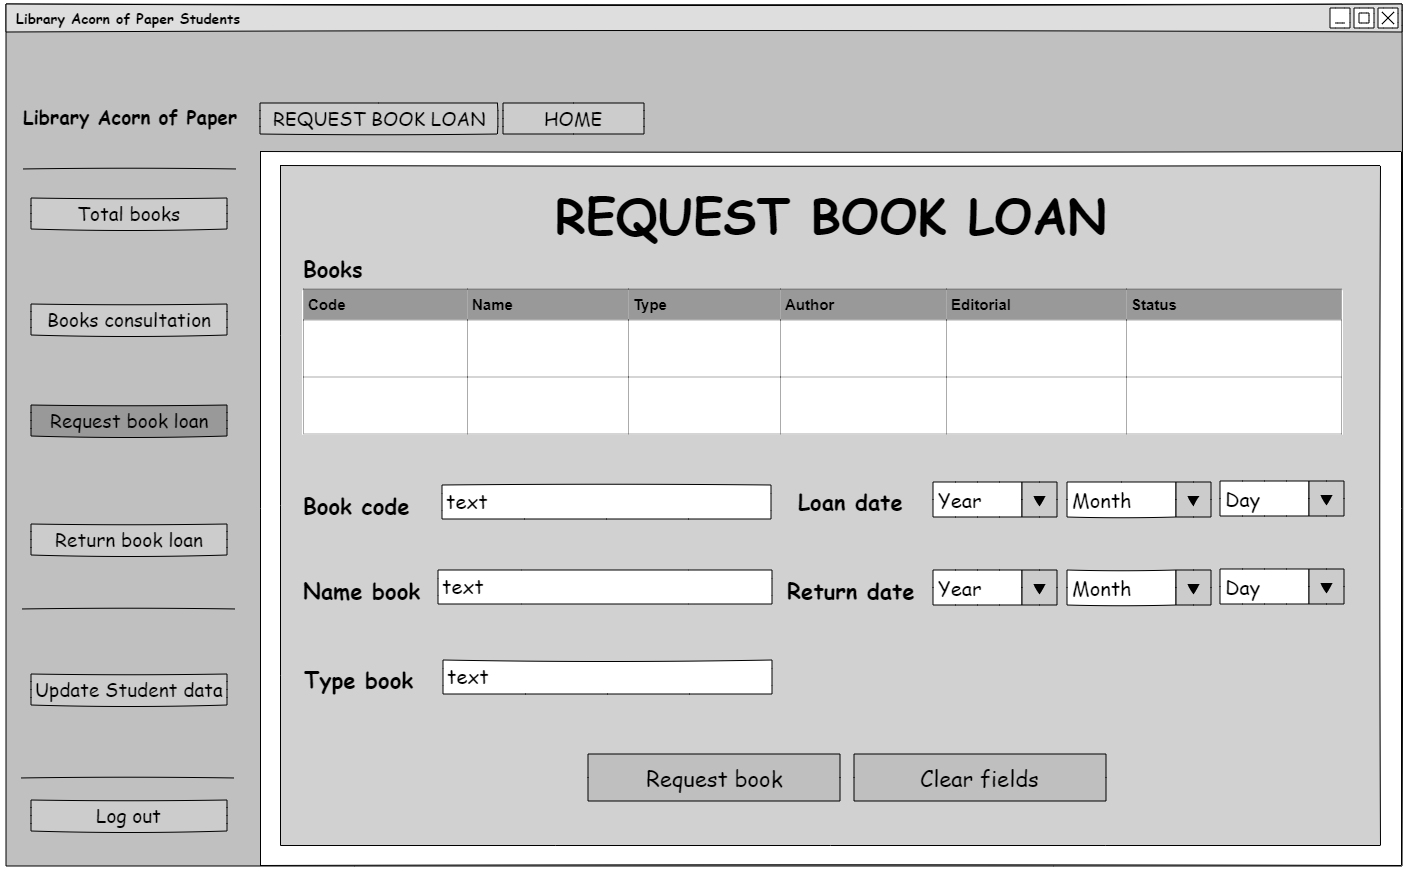 Library Acorn of Paper Students
Library Acorn of Paper
REQUEST BOOK LOAN
HOME
Total books
Books consultation
Request book loan
Return book loan
Update Student data
Log out
REQUEST BOOK LOAN
Books
Code Name Type Author Editorial Status
Book code text Loan date Year Month Day
Name book text Return date Year Month Day
Type book text
Request book Clear fields